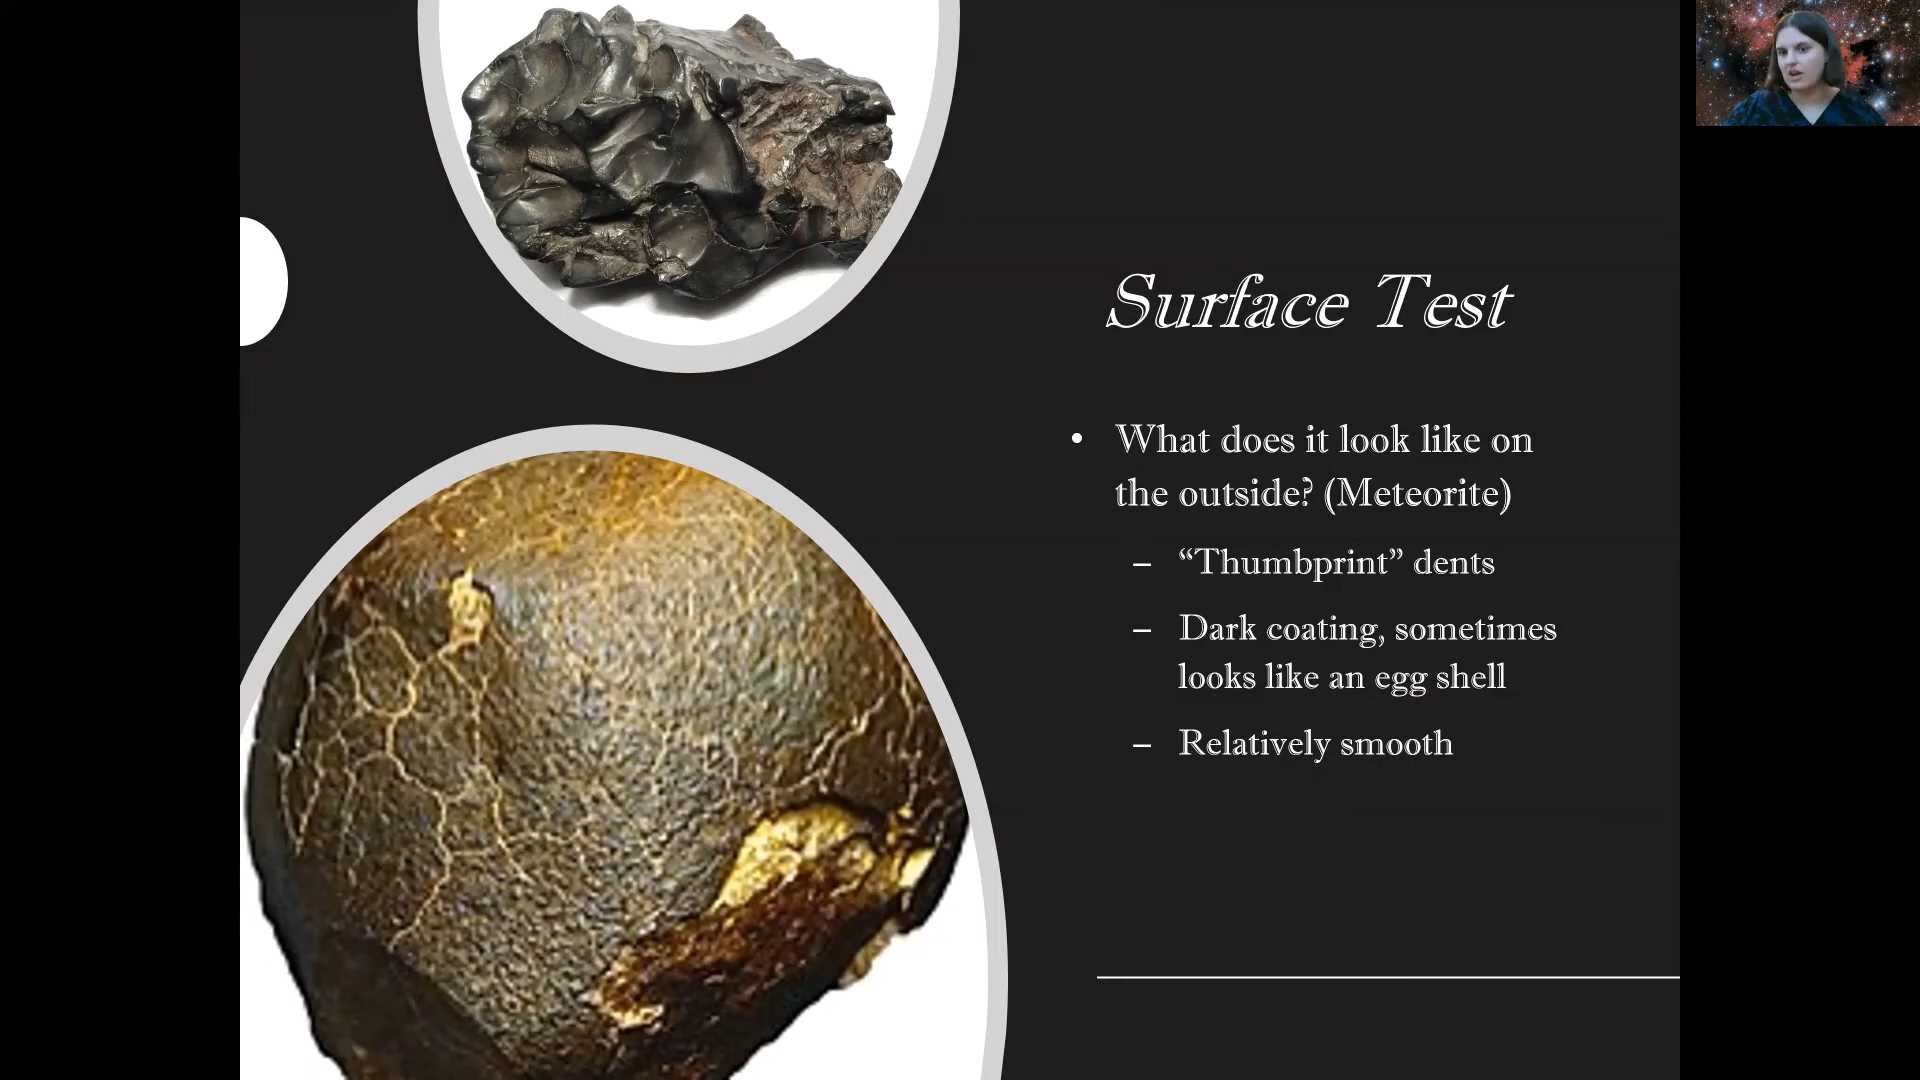 Surface Test
• What does it look like on
the outside? (Meteorite)
– “Thumbprint” dents
– Dark coating, sometimes
looks like an egg shell
– Relatively smooth